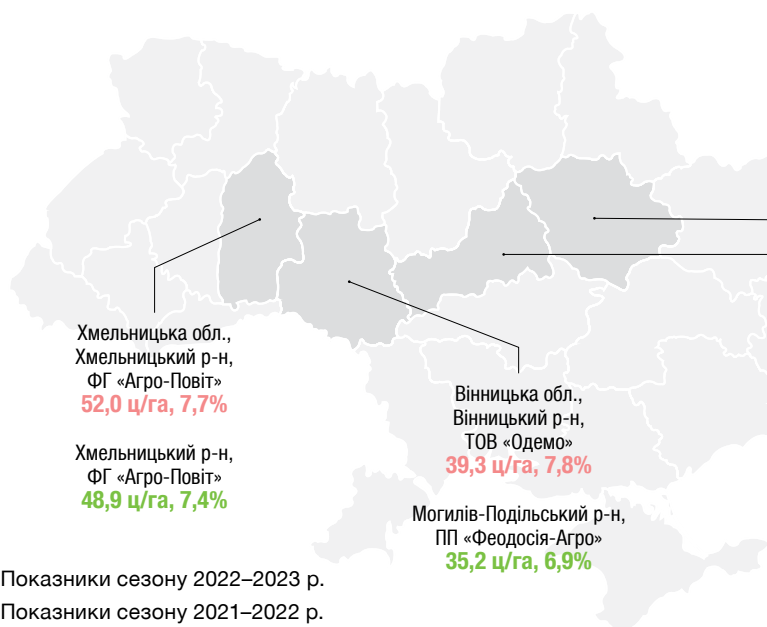 Хмельницька обл.,
Хмельницький р-н,
ФГ «Агро-Повіт»
52,0 ц/га, 7,7%
Хмельницький р-н,
ФГ «Агро-Повіт»
48,9 ц/га, 7,4%
Вінницька обл.,
Вінницький р-н,
ТОВ «Одемо»
39,3 ц/га, 7,8%
Могилів-Подільський р-н,
ПП «Феодосія-Агро»
35,2 ц/га, 6,9%
Показники сезону 2022–2023 р.
Показники сезону 2021–2022 р.